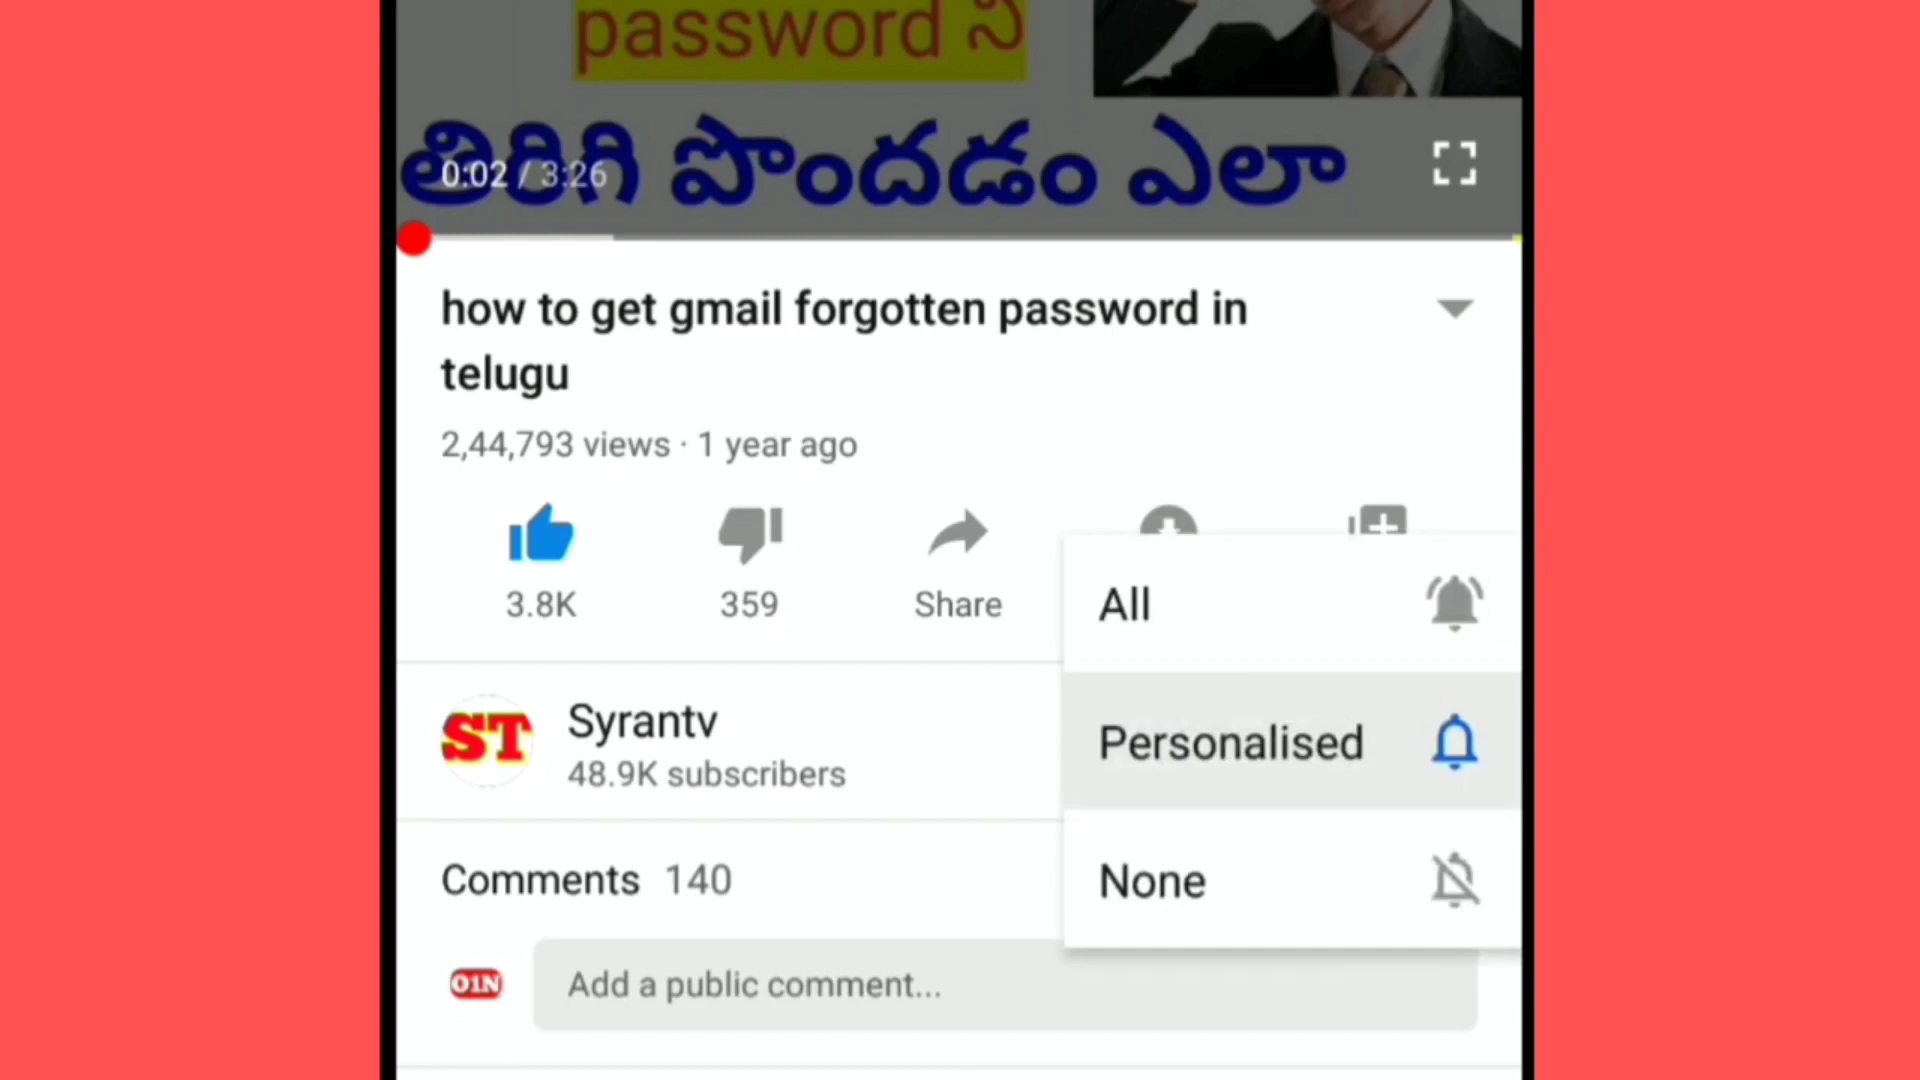 password ని
తిరిగి పొందడం ఎలా
0:02 / 3:26
how to get gmail forgotten password in
telugu
2,44,793 views · 1 year ago
3.8K
359
Share
All
Personalised
None
ST
Syrantv
48.9K subscribers
Comments 140
O1N
Add a public comment...